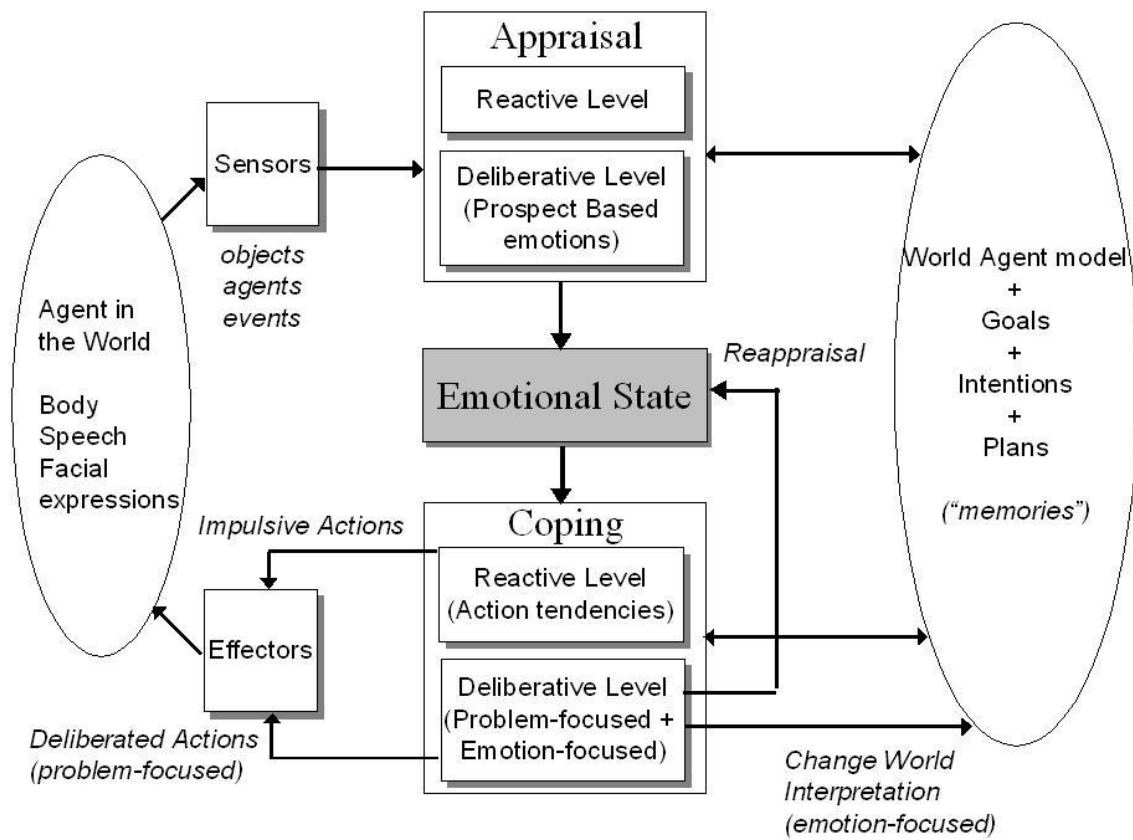 Appraisal
Reactive Level
Deliberative Level
(Prospect Based
emotions)
Sensors
objects
agents
events
Agent in
the World
Body
Speech
Facial
expressions
World Agent model
+
Goals
+
Intentions
+
Plans
(“memories”)
Emotional State
Reappraisal
Coping
Impulsive Actions
Reactive Level
(Action tendencies)
Effectors
Deliberative Level
(Problem-focused +
Emotion-focused)
Deliberated Actions
(problem-focused)
Change World
Interpretation
(emotion-focused)